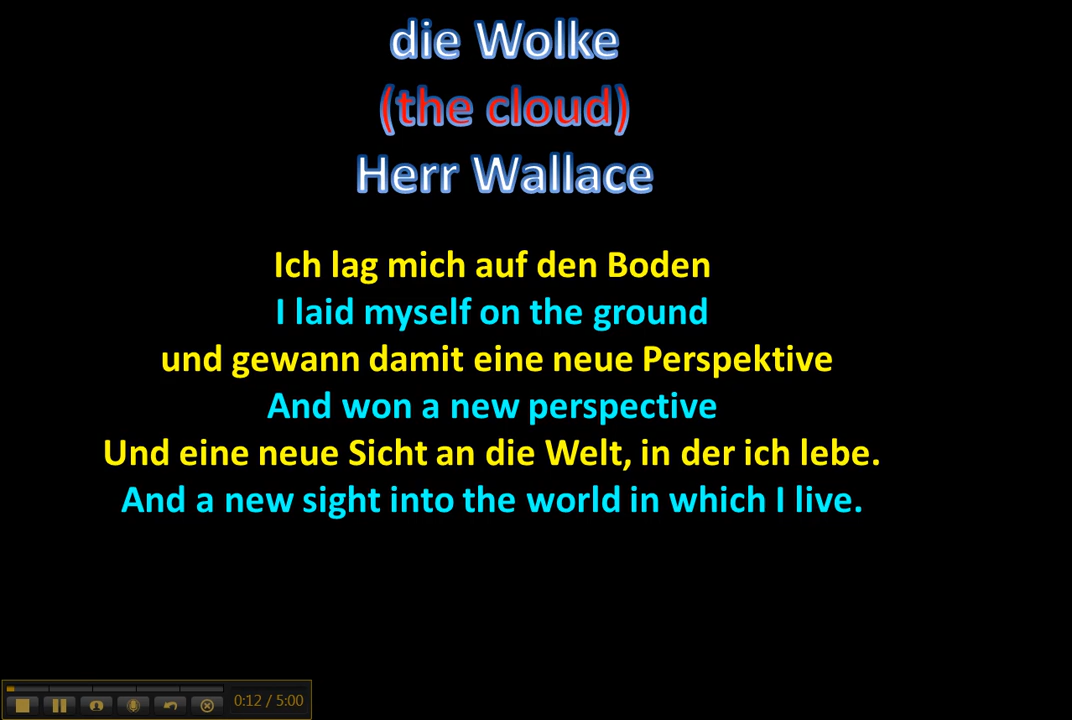 die Wolke
(the cloud)
Herr Wallace
Ich lag mich auf den Boden
I laid myself on the ground
und gewann damit eine neue Perspektive
And won a new perspective
Und eine neue Sicht an die Welt, in der ich lebe.
And a new sight into the world in which I live.
0:12 / 5:00